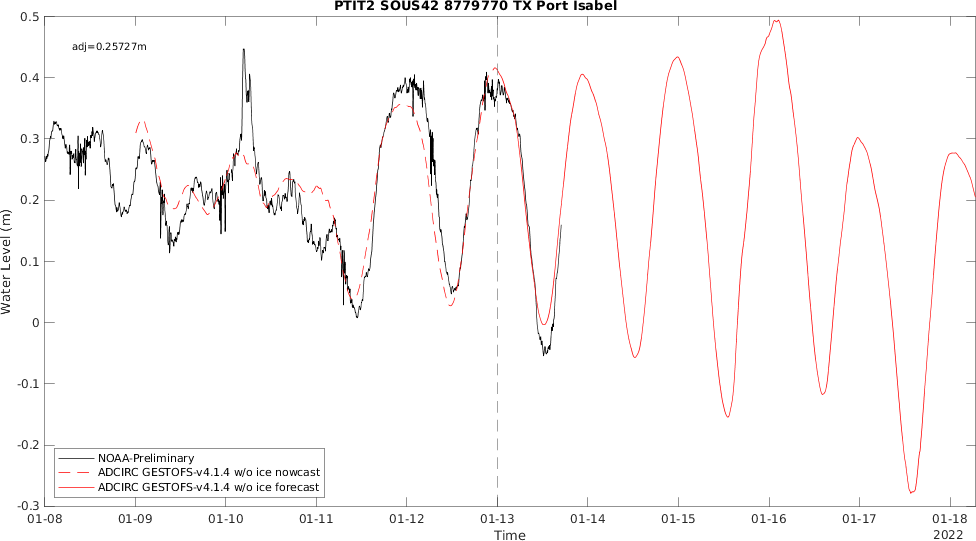 PTIT2 SOUS42 8779770 TX Port Isabel
adj=0.25727m
0.5
0.4
0.3
0.2
0.1
0
-0.1
-0.2
-0.3
Water Level (m)
NOAA-Preliminary
ADCIRC GESTOFS-v4.1.4 w/o ice nowcast
ADCIRC GESTOFS-v4.1.4 w/o ice forecast
01-08 01-09 01-10 01-11 01-12 01-13 01-14 01-15 01-16 01-17 01-18
Time
2022